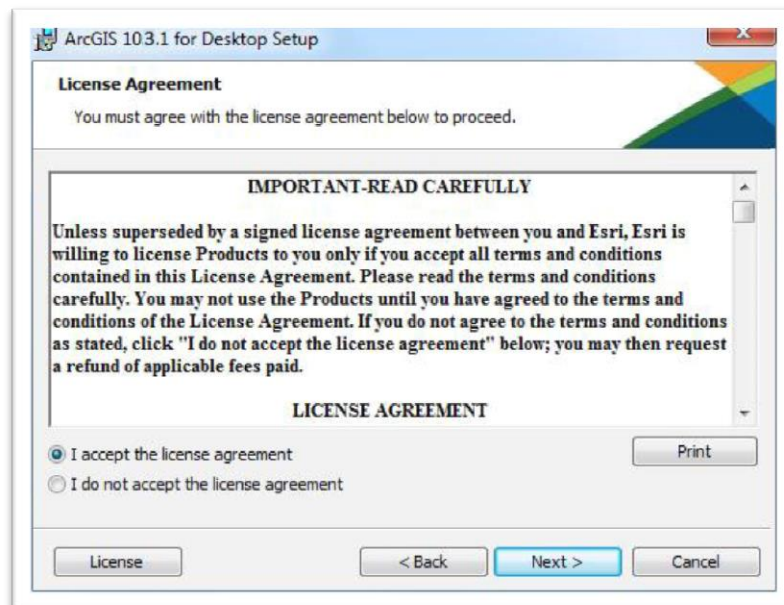 ArcGIS 10.3.1 for Desktop Setup
License Agreement
You must agree with the license agreement below to proceed.
IMPORTANT-READ CAREFULLY
Unless superseded by a signed license agreement between you and Esri, Esri is
willing to license Products to you only if you accept all terms and conditions
contained in this License Agreement. Please read the terms and conditions
carefully. You may not use the Products until you have agreed to the terms and
conditions of the License Agreement. If you do not agree to the terms and conditions
as stated, click "I do not accept the license agreement" below; you may then request
a refund of applicable fees paid.
LICENSE AGREEMENT
I accept the license agreement
Print
I do not accept the license agreement
License
< Back
Next >
Cancel